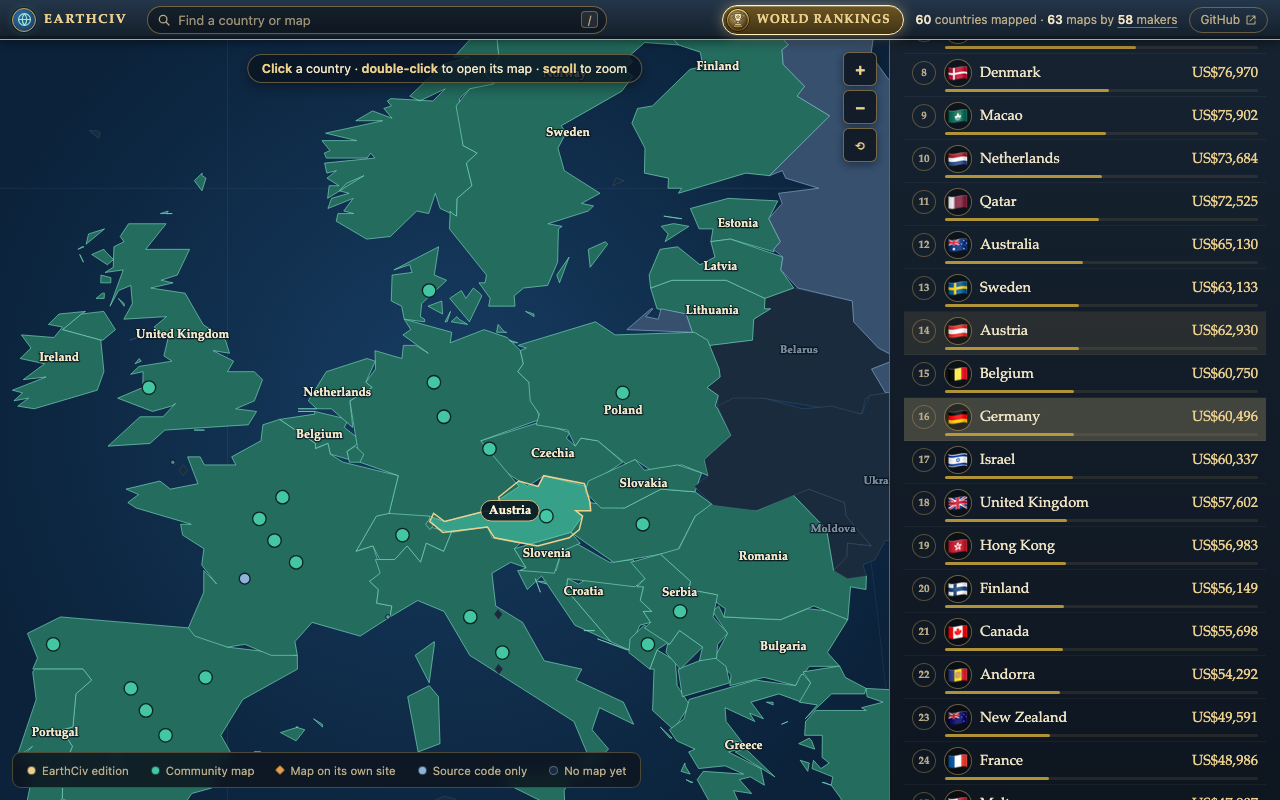 EARTHCIV
Find a country or map
/
WORLD RANKINGS
60 countries mapped · 63 maps by 58 makers
GitHub
Click a country · double-click to open its map · scroll to zoom
+
−
⟲
Finland
Sweden
Estonia
Latvia
Lithuania
Belarus
United Kingdom
Ireland
Netherlands
Belgium
Poland
Czechia
Slovakia
Ukra
Austria
Slovenia
Moldova
Romania
Croatia
Serbia
Bulgaria
Portugal
Greece
EarthCiv edition
Community map
Map on its own site
Source code only
No map yet
8 Denmark US$76,970
9 Macao US$75,902
10 Netherlands US$73,684
11 Qatar US$72,525
12 Australia US$65,130
13 Sweden US$63,133
14 Austria US$62,930
15 Belgium US$60,750
16 Germany US$60,496
17 Israel US$60,337
18 United Kingdom US$57,602
19 Hong Kong US$56,983
20 Finland US$56,149
21 Canada US$55,698
22 Andorra US$54,292
23 New Zealand US$49,591
24 France US$48,986